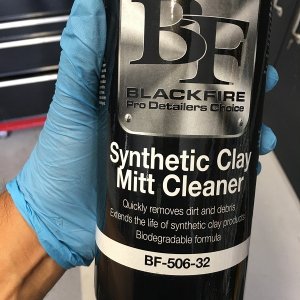 BF
BLACKFIRE
Pro Detailers Choice
Synthetic Clay
Mitt Cleaner
Quickly removes dirt and debris
Extends the life of synthetic clay products
Biodegradable formula
BF-506-32